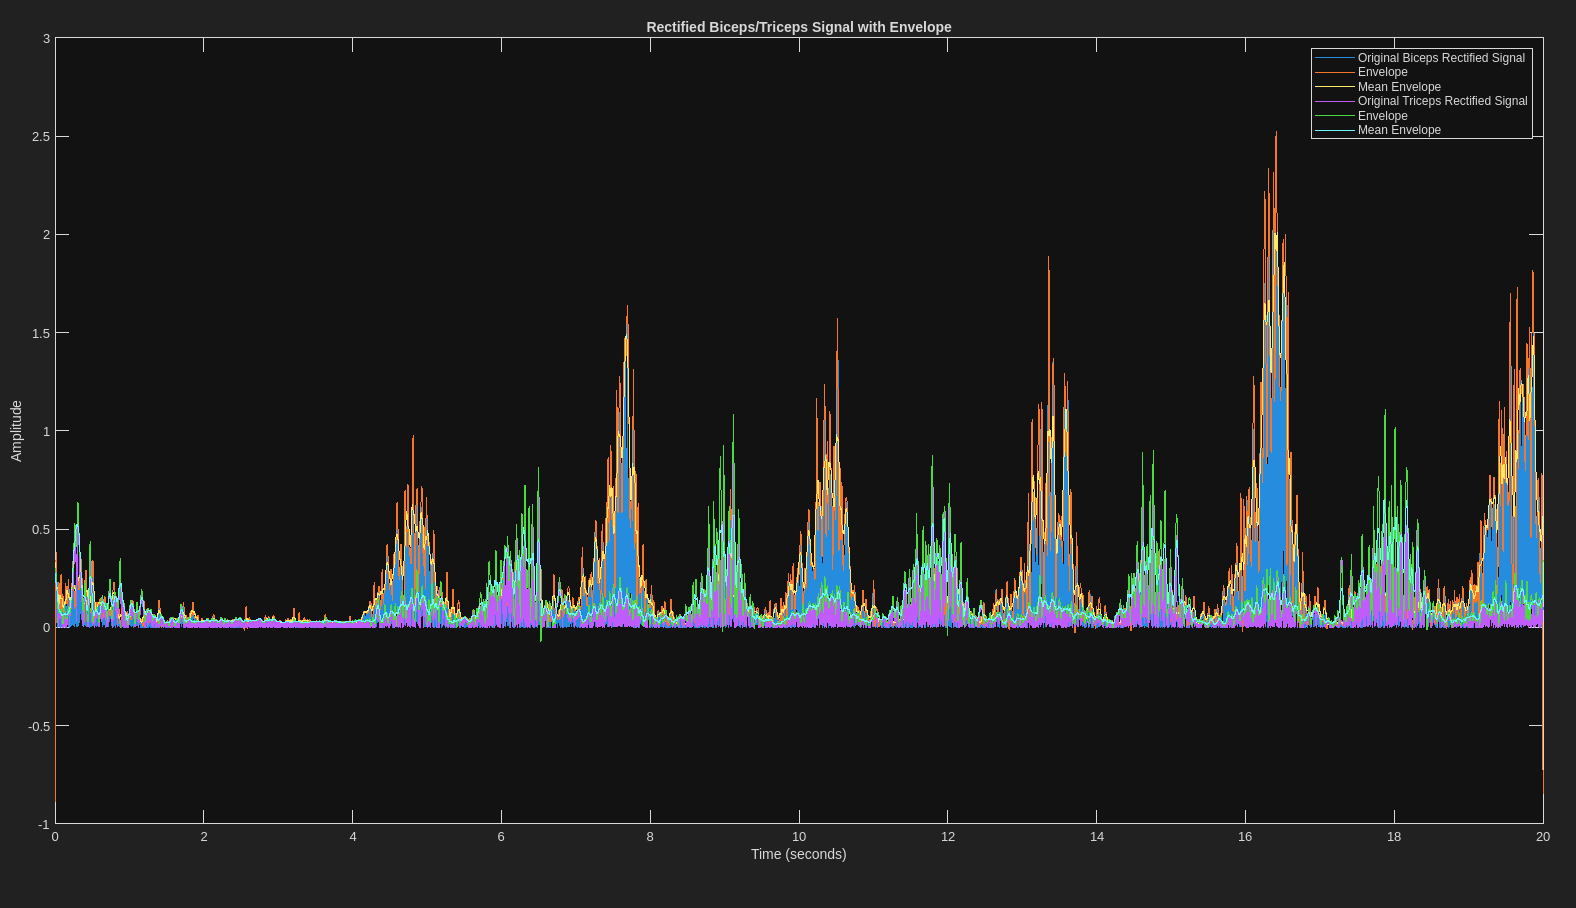 Rectified Biceps/Triceps Signal with Envelope
Original Biceps Rectified Signal
Envelope
Mean Envelope
Original Triceps Rectified Signal
Envelope
Mean Envelope
3
2.5
2
1.5
1
0.5
0
-0.5
-1
Amplitude
0 2 4 6 8 10 12 14 16 18 20
Time (seconds)